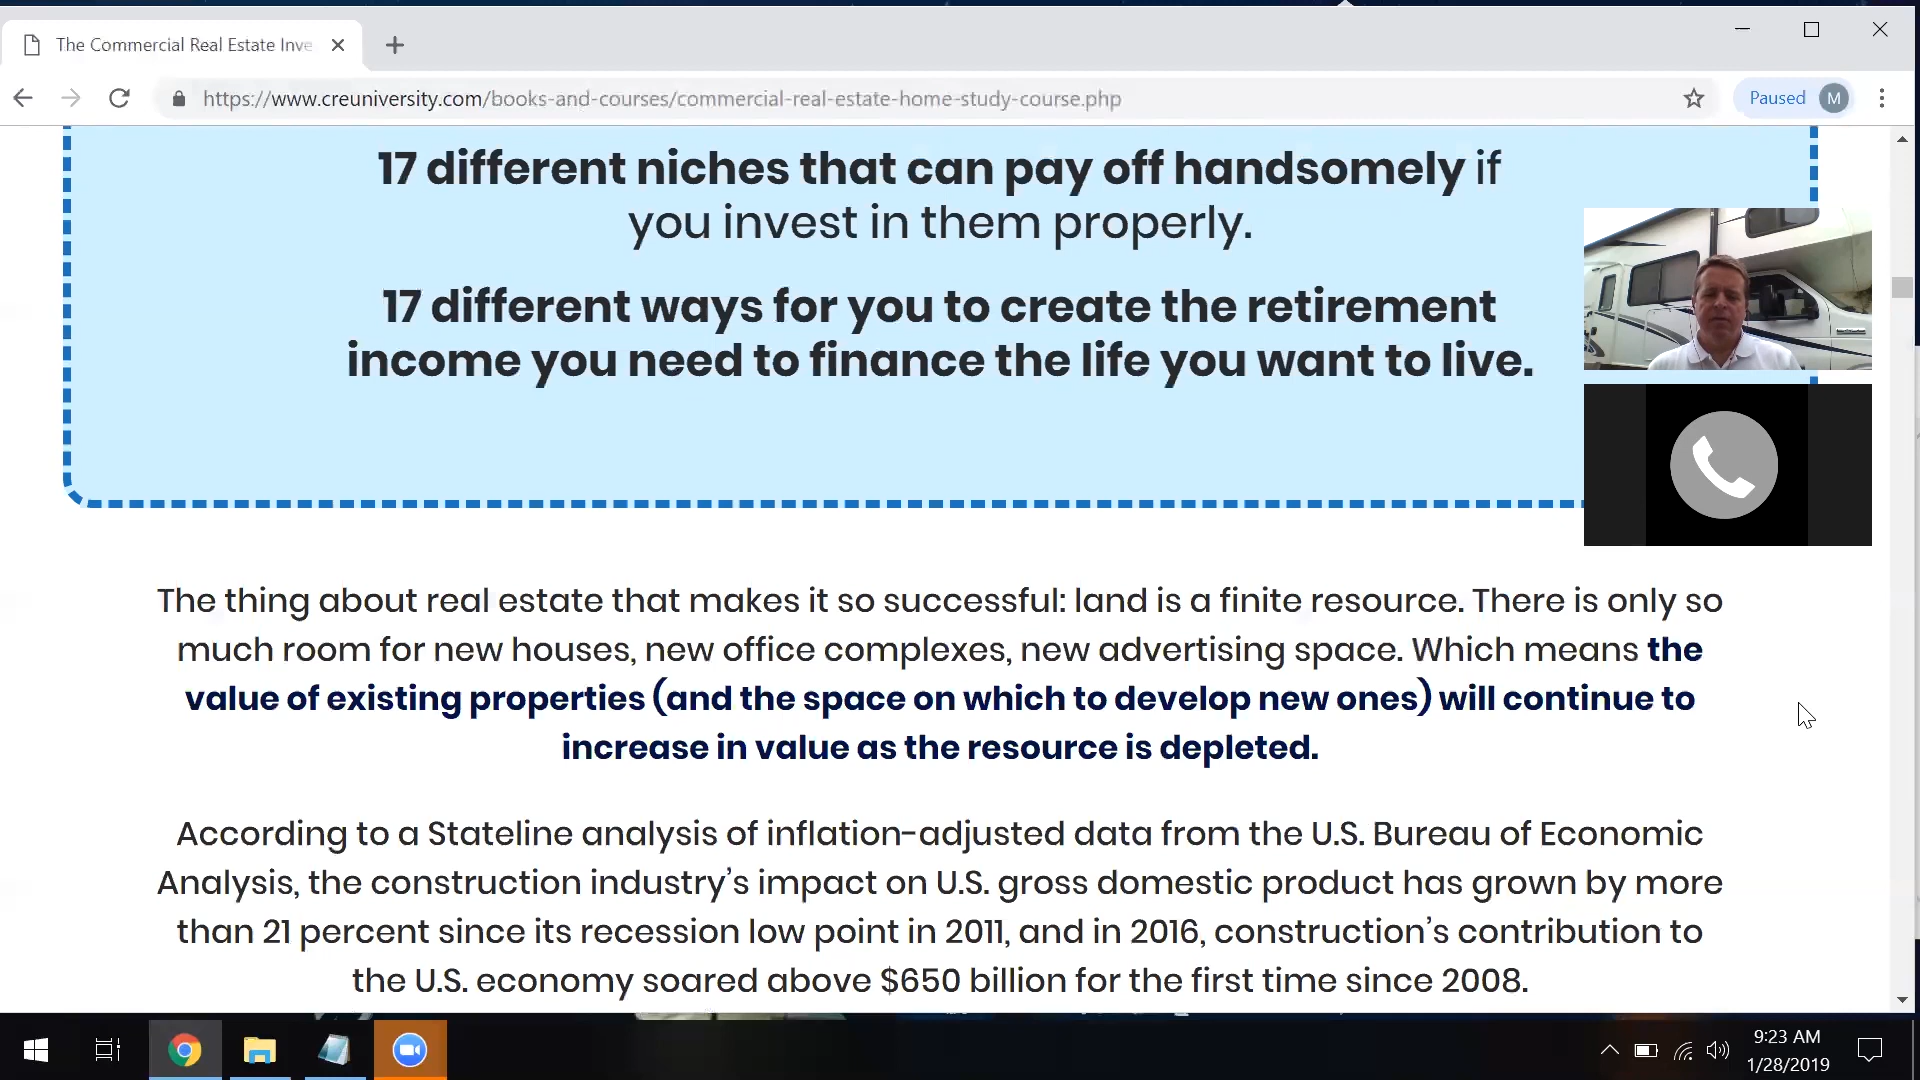 The Commercial Real Estate Inve
https://www.creuniversity.com/books-and-courses/commercial-real-estate-home-study-course.php
Paused
M
17 different niches that can pay off handsomely if
you invest in them properly.
17 different ways for you to create the retirement
income you need to finance the life you want to live.
The thing about real estate that makes it so successful: land is a finite resource. There is only so
much room for new houses, new office complexes, new advertising space. Which means the
value of existing properties (and the space on which to develop new ones) will continue to
increase in value as the resource is depleted.
According to a Stateline analysis of inflation-adjusted data from the U.S. Bureau of Economic
Analysis, the construction industry's impact on U.S. gross domestic product has grown by more
than 21 percent since its recession low point in 2011, and in 2016, construction's contribution to
the U.S. economy soared above $650 billion for the first time since 2008.
9:23 AM
1/28/2019